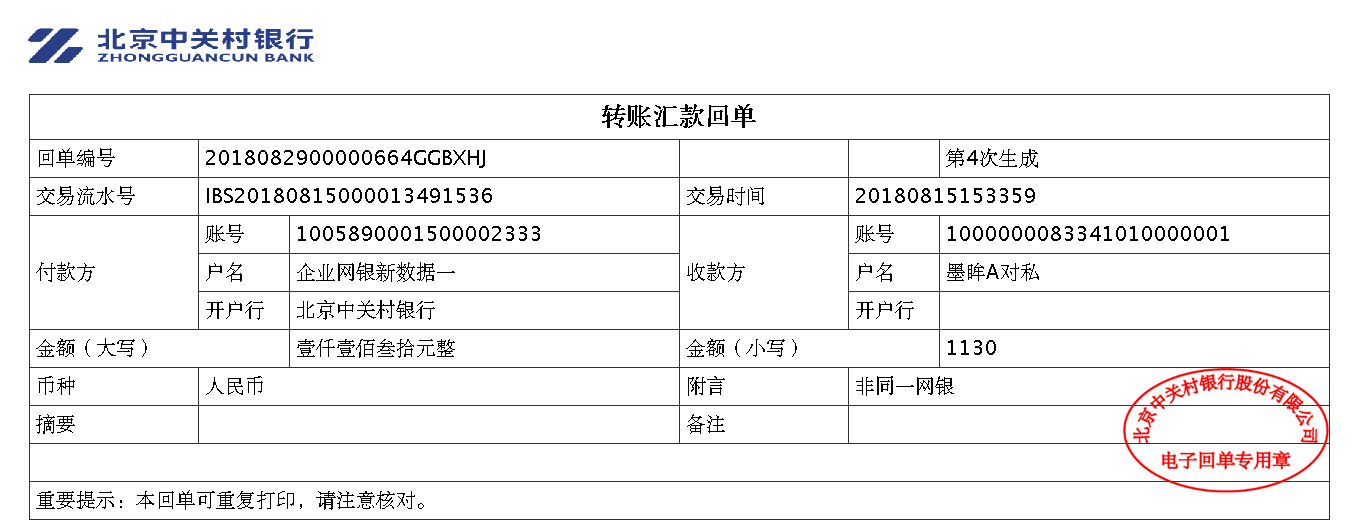 北京中关村银行
ZHONGGUANCUN BANK
转账汇款回单
回单编号 2018082900000664GGBXHJ 第4次生成
交易流水号 IBS20180815000013491536 交易时间 20180815153359
付款方 账号 1005890001500002333 收款方 账号 1000000083341010000001
户名 企业网银新数据一 户名 墨眸A对私
开户行 北京中关村银行 开户行
金额（大写） 壹仟壹佰叁拾元整 金额（小写） 1130
币种 人民币 附言 非同一网银
摘要 备注
北京中关村银行股份有限公司
电子回单专用章
重要提示：本回单可重复打印，请注意核对。